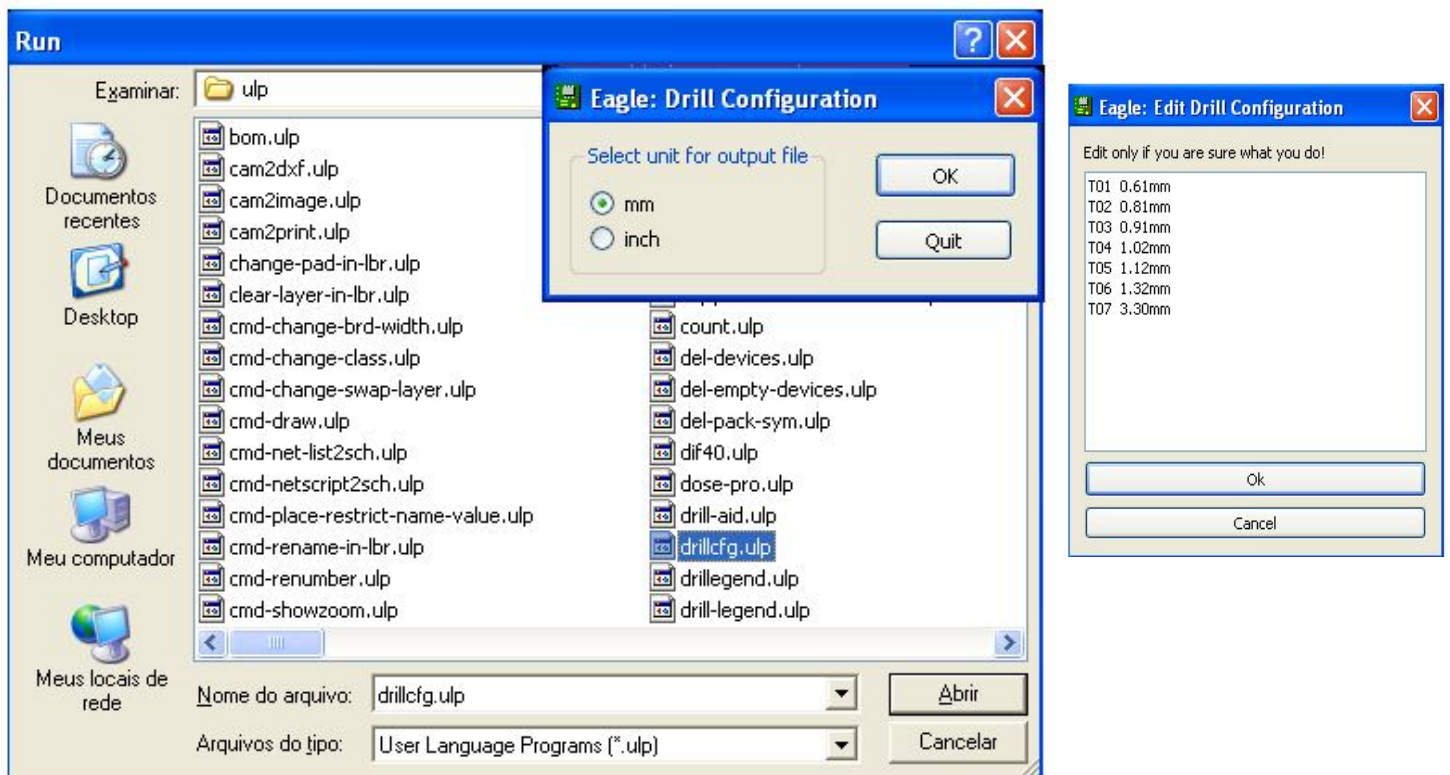 Run
Examinar:
ulp
Documentos
recentes
Desktop
Meus
documentos
Meu computador
Meus locais de
rede
bom.ulp
cam2dxf.ulp
cam2image.ulp
cam2print.ulp
change-pad-in-lbr.ulp
clear-layer-in-lbr.ulp
cmd-change-brd-width.ulp
cmd-change-class.ulp
cmd-change-swap-layer.ulp
cmd-draw.ulp
cmd-net-list2sch.ulp
cmd-netscript2sch.ulp
cmd-place-restrict-name-value.ulp
cmd-rename-in-lbr.ulp
cmd-renumber.ulp
cmd-showzoom.ulp
count.ulp
del-devices.ulp
del-empty-devices.ulp
del-pack-sym.ulp
dif40.ulp
dose-pro.ulp
drill-aid.ulp
drillcfg.ulp
drillegend.ulp
drill-legend.ulp
Nome do arquivo:
drillcfg.ulp
Abrir
Arquivos do tipo:
User Language Programs (*.ulp)
Cancelar
Eagle: Drill Configuration
Select unit for output file
mm
inch
OK
Quit
Eagle: Edit Drill Configuration
Edit only if you are sure what you do!
T01 0.61mm
T02 0.81mm
T03 0.91mm
T04 1.02mm
T05 1.12mm
T06 1.32mm
T07 3.30mm
Ok
Cancel